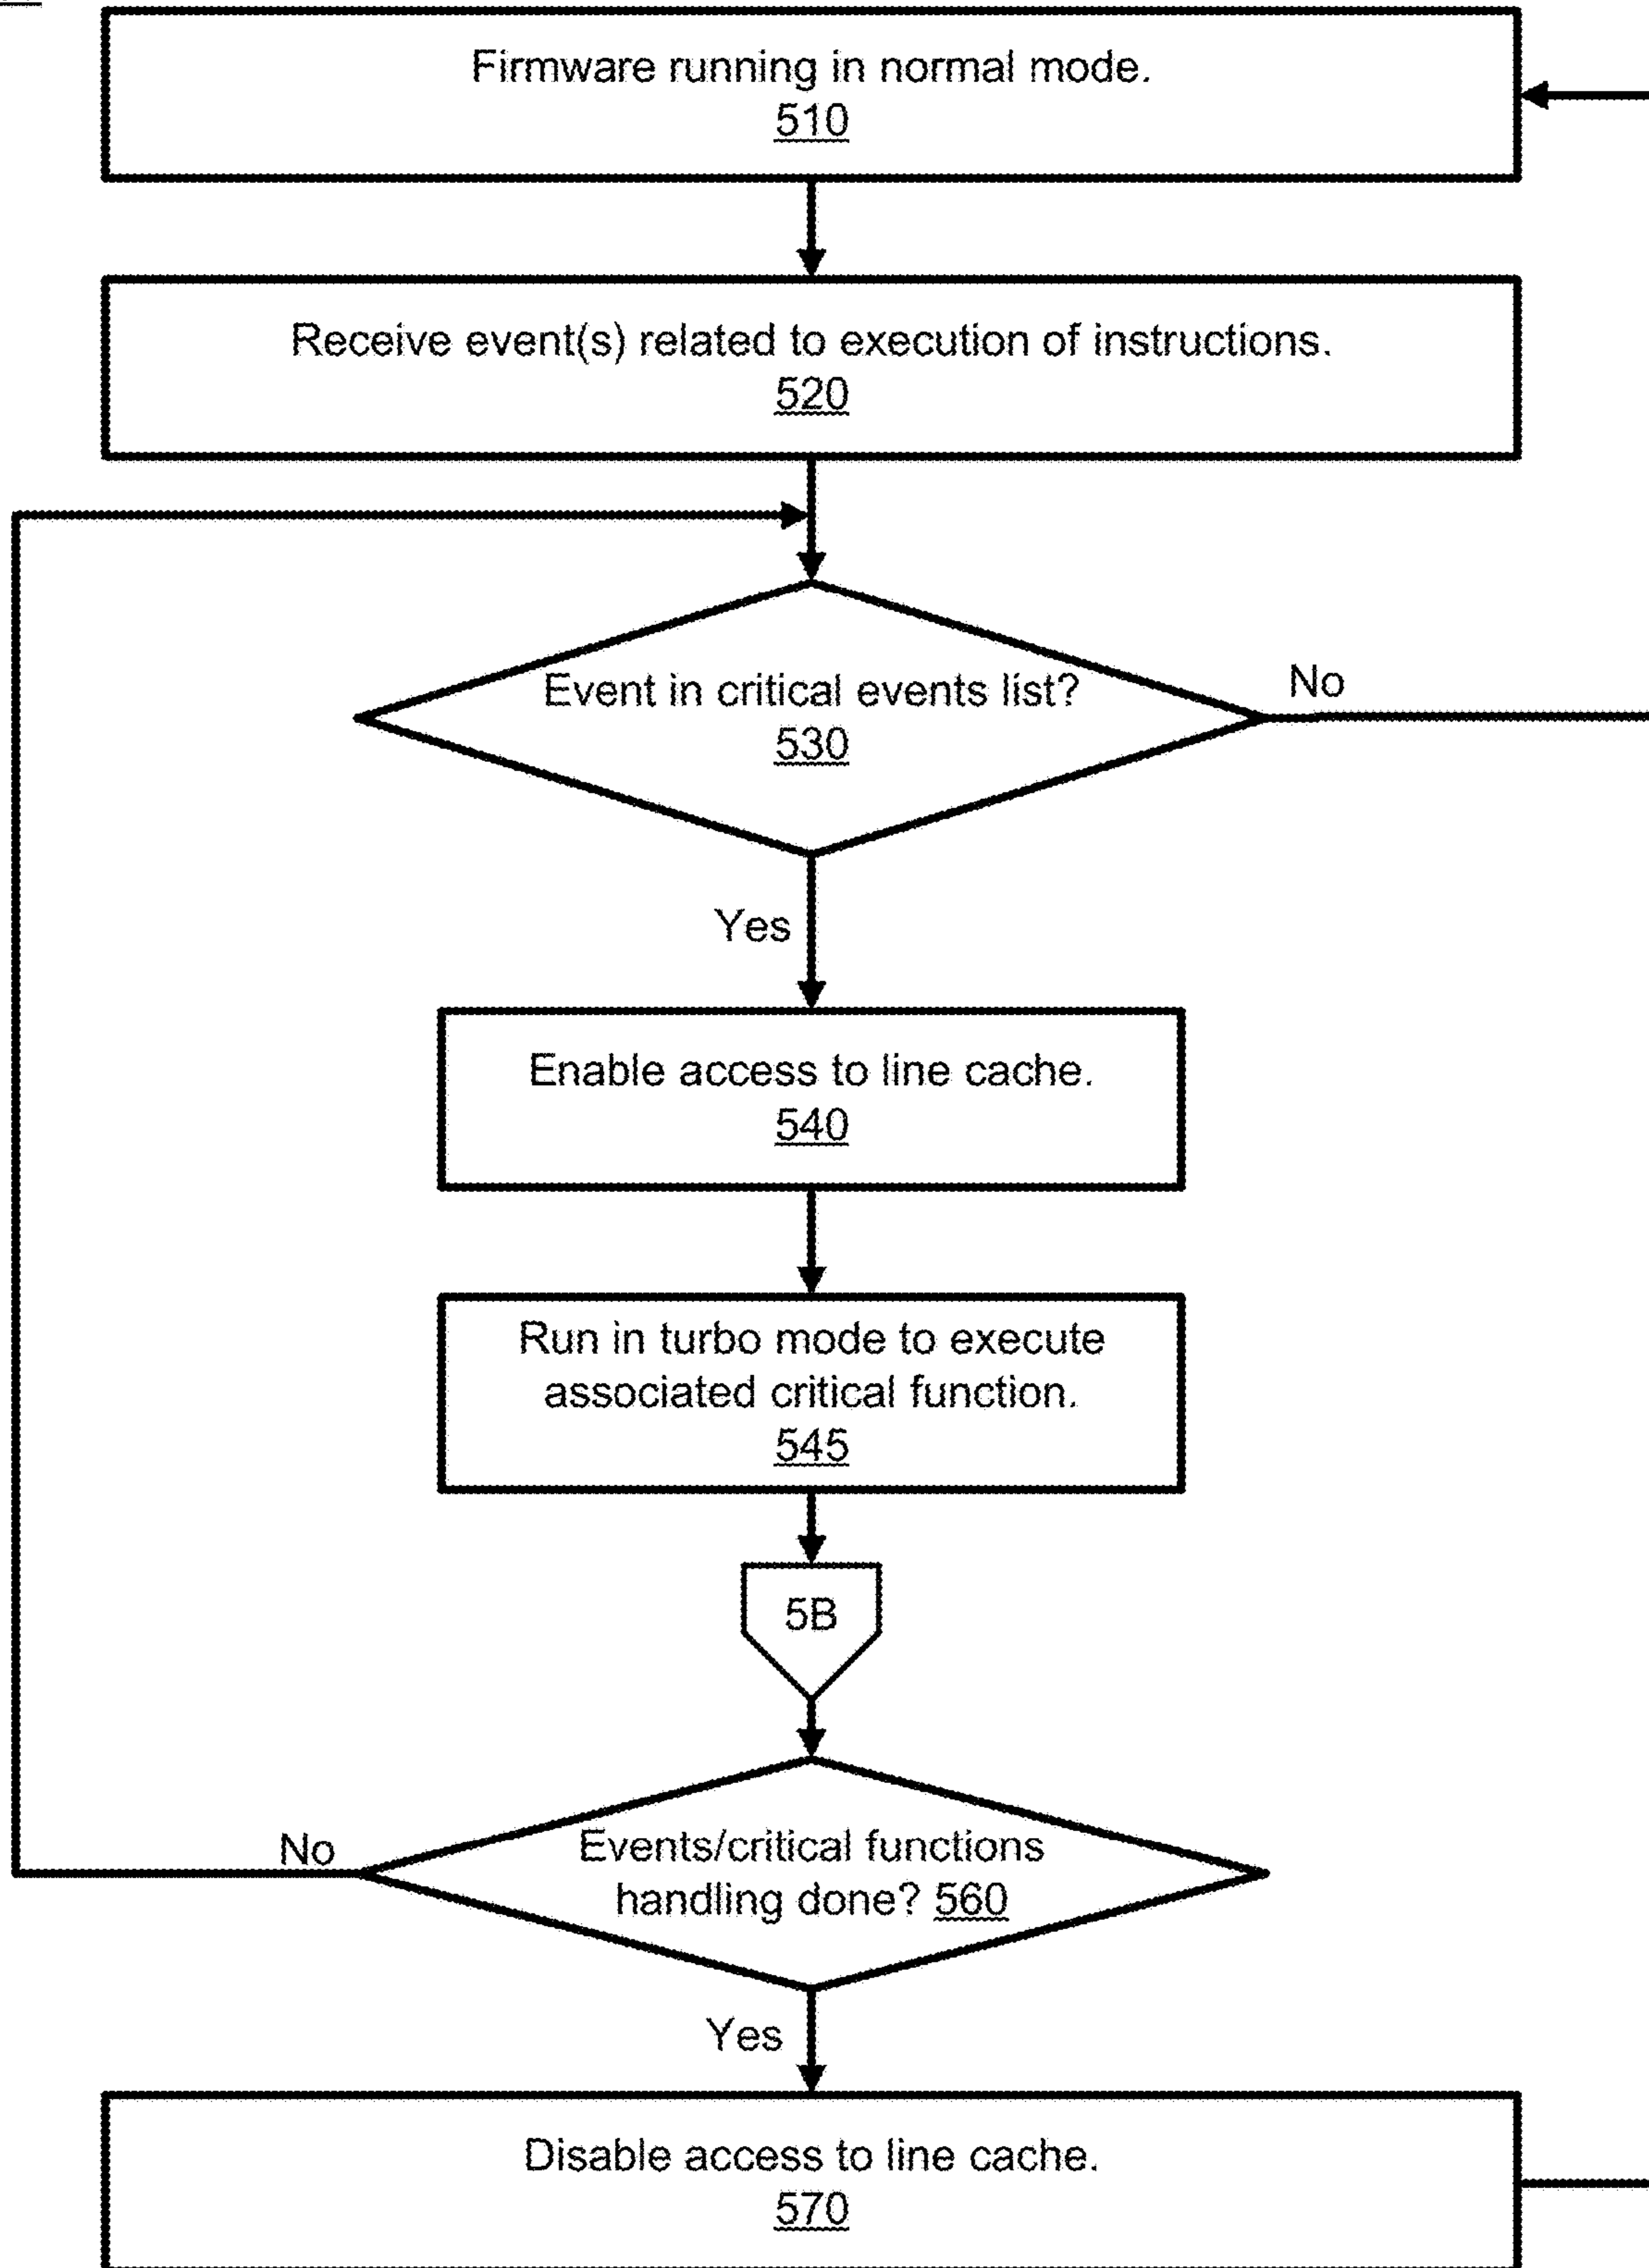 Firmware running in normal mode.
510
Receive event(s) related to execution of instructions.
520
Event in critical events list?
530
No
Yes
Enable access to line cache.
540
Run in turbo mode to execute
associated critical function.
545
5B
Events/critical functions
handling done? 560
No
Yes
Disable access to line cache.
570